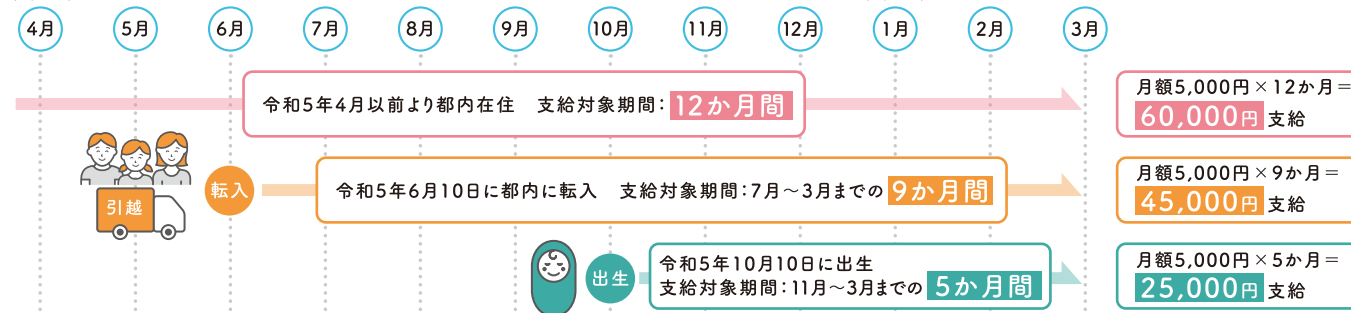 4月 5月 6月 7月 8月 9月 10月 11月 12月 1月 2月 3月
令和5年4月以前より都内在住 支給対象期間：12か月間
月額5,000円×12か月＝
60,000円 支給
引越
転入
令和5年6月10日に都内に転入 支給対象期間：7月～3月までの 9か月間
月額5,000円×9か月＝
45,000円 支給
出生
令和5年10月10日に出生
支給対象期間：11月～3月までの 5か月間
月額5,000円×5か月＝
25,000円 支給